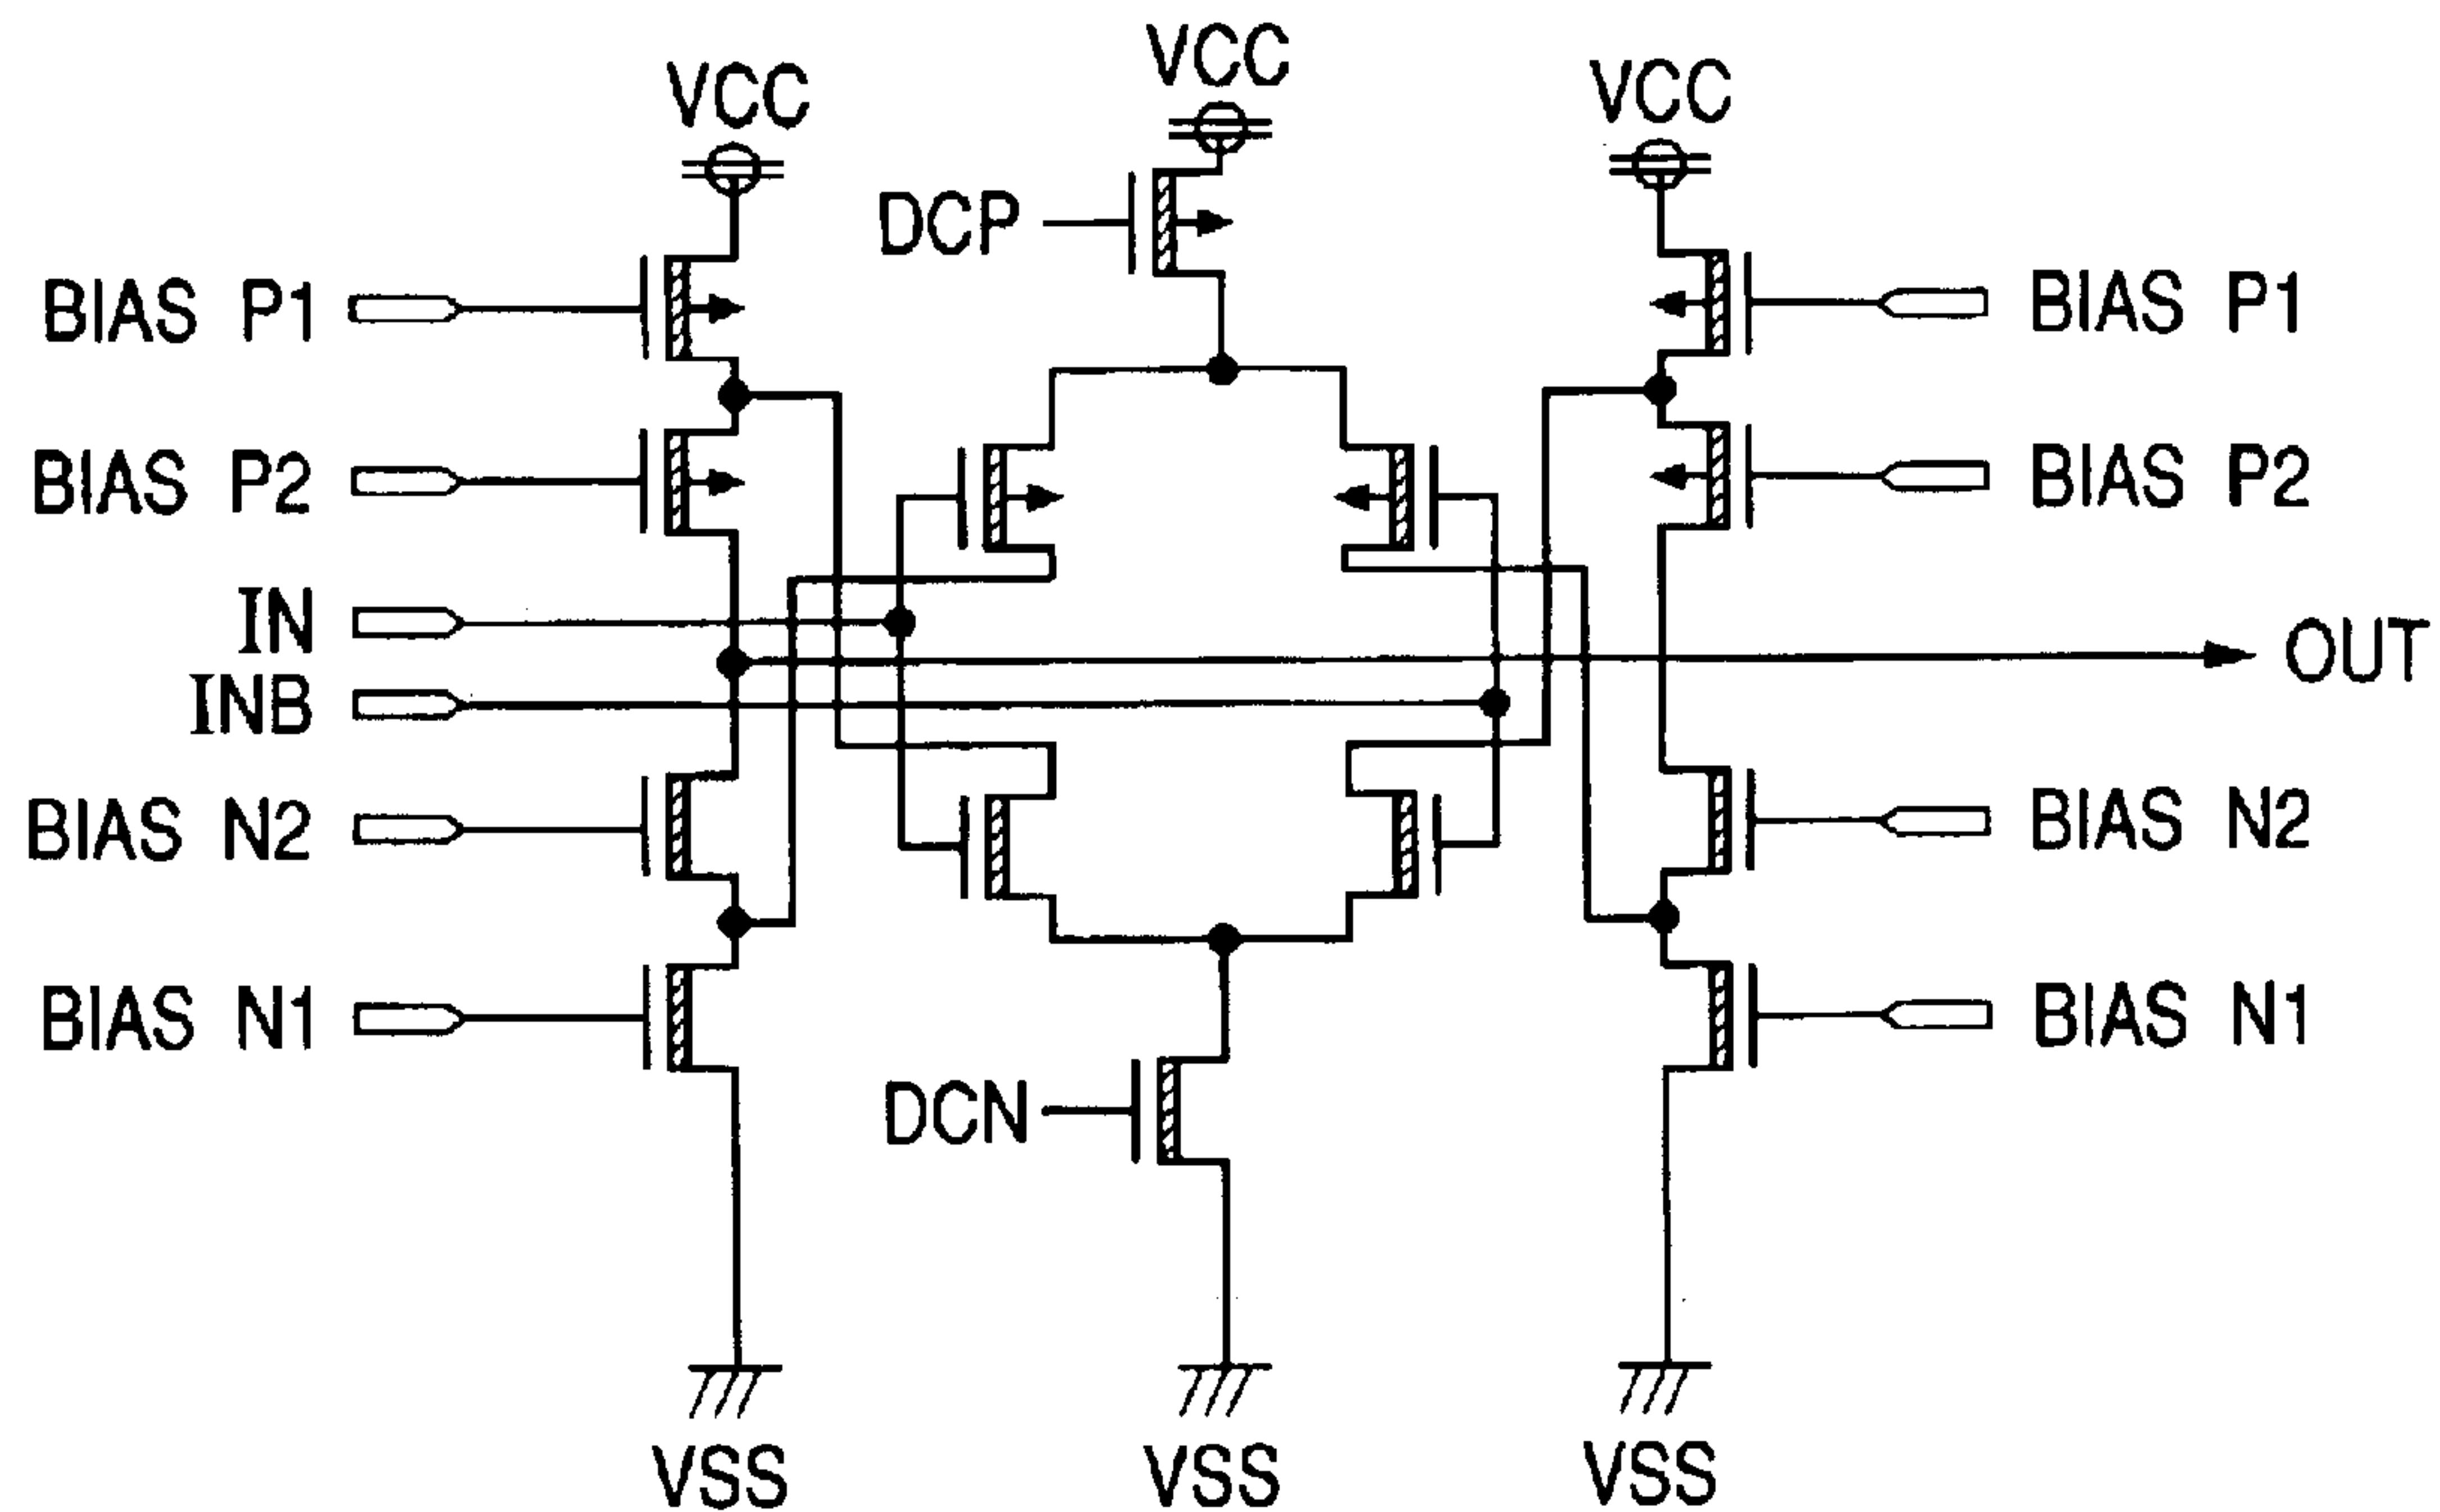 VCC
VCC
VCC
DCP
BIAS P1
BIAS P1
BIAS P2
BIAS P2
IN
OUT
INB
BIAS N2
BIAS N2
BIAS N1
BIAS N1
DCN
VSS
VSS
VSS